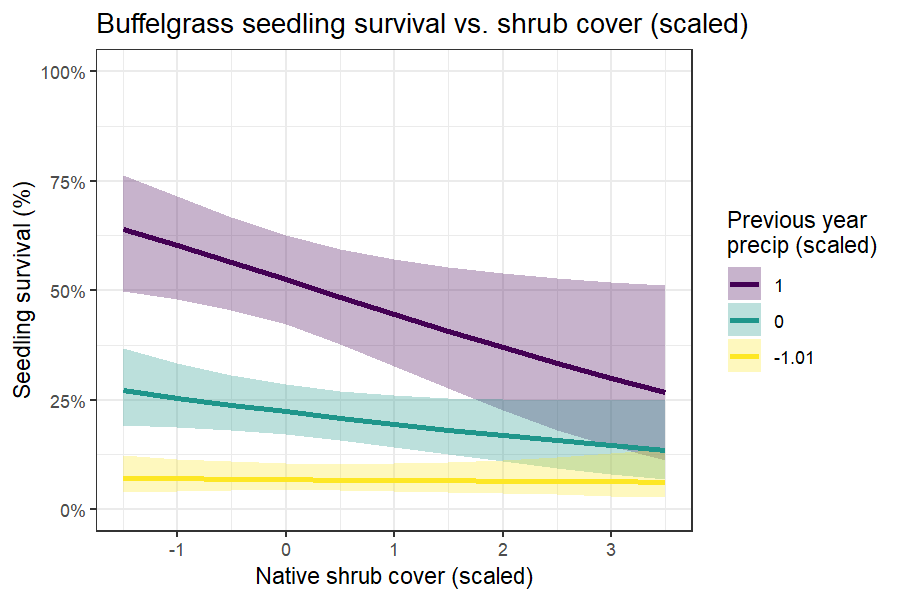 Buffelgrass seedling survival vs. shrub cover (scaled)
Seedling survival (%)
100%
75%
50%
25%
0%
-1 0 1 2 3
Native shrub cover (scaled)
Previous year
precip (scaled)
1
0
-1.01